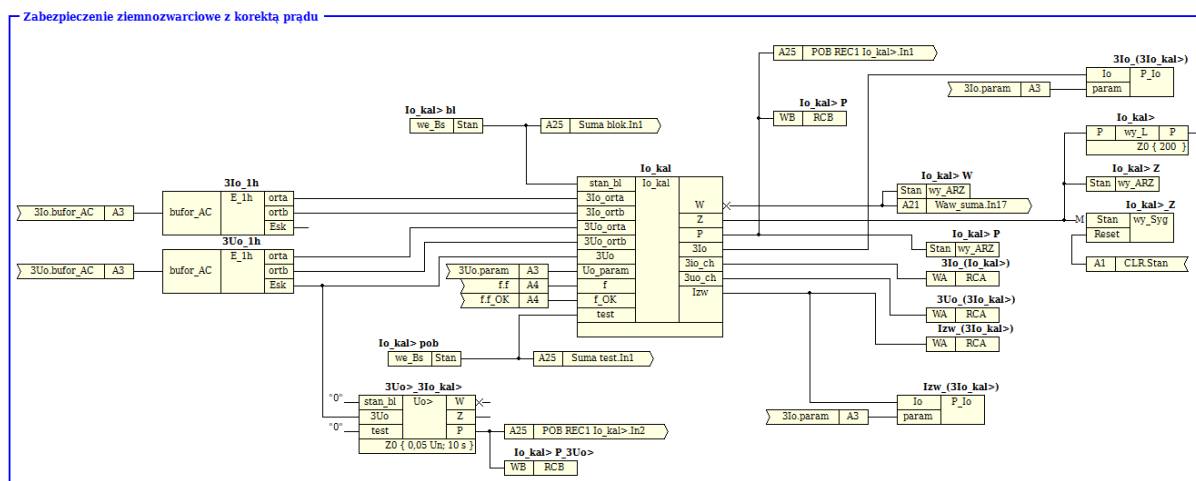 Zabezpieczenie ziemnozwarciowe z korektą prądu
A25 POB REC1 Io_kal>.In1
3Io_(3Io_kal>)
Io P_Io
param
3Io.param A3
Io_kal> P
WB RCB
Io_kal> bl
we_Bs Stan
A25 Suma blok.In1
Io_kal>
P wy_L P
Z0 { 200 }
Io_kal
stan_bl Io_kal
3Io_orta
3Io_ortb
3Uo_orta
3Uo_ortb
3Uo
Uo_param
f
f_OK
test
W
Z
P
3Io
3io_ch
3uo_ch
Izw
Io_kal> W
Stan wy_ARZ
A21 Waw_suma.In17
Io_kal> Z
Stan wy_ARZ
Io_kal>_Z
M Stan wy_Syg
Reset
A1 CLR.Stan
3Io_1h
E_1h orta
bufor_AC ortb
Esk
3Io.bufor_AC A3
3Uo_1h
E_1h orta
bufor_AC ortb
Esk
3Uo.bufor_AC A3
3Uo.param A3
f.f A4
f.f_OK A4
Io_kal> P
Stan wy_ARZ
3Io_(Io_kal>)
WA RCA
3Uo_(3Io_kal>)
WA RCA
Izw_(3Io_kal>)
WA RCA
Io_kal> pob
we_Bs Stan
A25 Suma test.In1
3Uo>_3Io_kal>
"0" stan_bl Uo> W
3Uo Z
"0" test P
Z0 { 0,05 Un; 10 s }
A25 POB REC1 Io_kal>.In2
Io_kal> P_3Uo>
WB RCB
Izw_(3Io_kal>)
Io P_Io
param
3Io.param A3